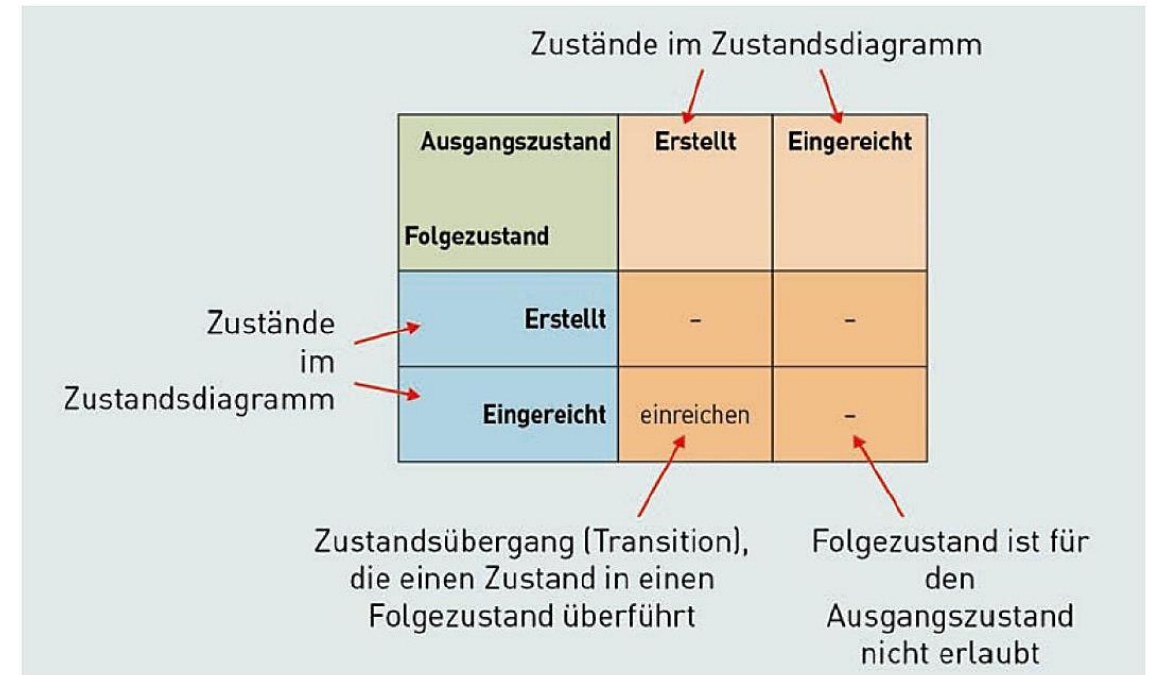 Zustände im Zustandsdiagramm
Ausgangszustand Erstellt Eingereicht
Folgezustand
Zustände
im
Zustandsdiagramm
Erstellt – –
Eingereicht einreichen –
Zustandsübergang (Transition),
die einen Zustand in einen
Folgezustand überführt
Folgezustand ist für
den
Ausgangszustand
nicht erlaubt